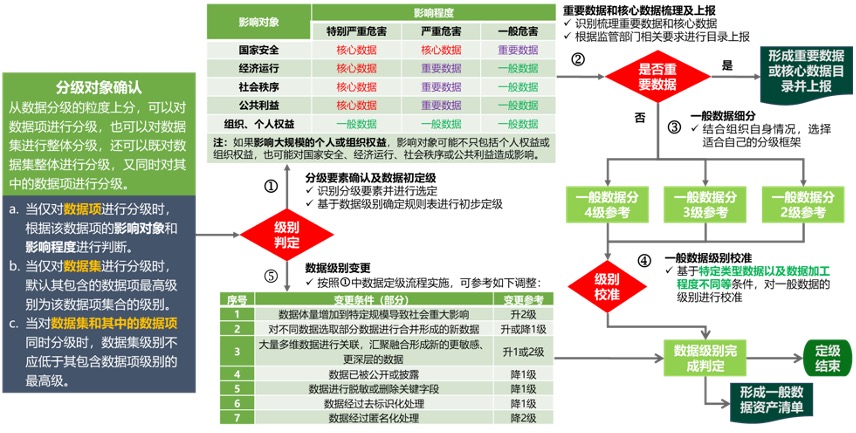 分级对象确认
从数据分级的粒度上分，可以对
数据项进行分级，也可以对数据
集进行整体分级，还可以既对数
据集整体进行分级，又同时对其
中的数据项进行分级。
a. 当仅对数据项进行分级时，
根据该数据项的影响对象和
影响程度进行判断。
b. 当仅对数据集进行分级时，
默认其包含的数据项最高级
别为该数据项集合的级别。
c. 当对数据集和其中的数据项
同时分级时，数据集级别不
应低于其包含数据项级别的
最高级。
影响对象 影响程度
特别严重危害 严重危害 一般危害
国家安全 核心数据 核心数据 重要数据
经济运行 核心数据 重要数据 一般数据
社会秩序 核心数据 重要数据 一般数据
公共利益 核心数据 重要数据 一般数据
组织、个人权益 一般数据 一般数据 一般数据
注：如果影响大规模的个人或组织权益，影响对象可能不只包括个人权益或
组织权益，也可能对国家安全、经济运行、社会秩序或公共利益造成影响。
①
分级要素确认及数据初定级
✓ 识别分级要素并进行选定
✓ 基于数据级别确定规则表进行初步定级
级别
判定
⑤
数据级别变更
✓ 按照①中数据定级流程实施，可参考如下调整：
序号 变更条件（部分） 变更参考
1 数据体量增加到特定规模导致社会重大影响 升2级
2 对不同数据选取部分数据进行合并形成的新数据 升或降1级
3 大量多维数据进行关联，汇聚融合形成新的更敏感、
更深层的数据 升1或2级
4 数据已被公开或披露 降1级
5 数据进行脱敏或删除关键字段 降1级
6 数据经过去标识化处理 降1级
7 数据经过匿名化处理 降2级
重要数据和核心数据梳理及上报
✓ 识别梳理重要数据和核心数据
✓ 根据监管部门相关要求进行目录上报
②
是否重
要数据
是
形成重要数据
或核心数据目
录并上报
否
③
一般数据细分
✓ 结合组织自身情况，选择
适合自己的分级框架
一般数据分
4级参考
一般数据分
3级参考
一般数据分
2级参考
级别
校准
④
一般数据级别校准
✓ 基于特定类型数据以及数据加工
程度不同等条件，对一般数据的
级别进行校准
数据级别完
成判定
定级
结束
形成一般数
据资产清单